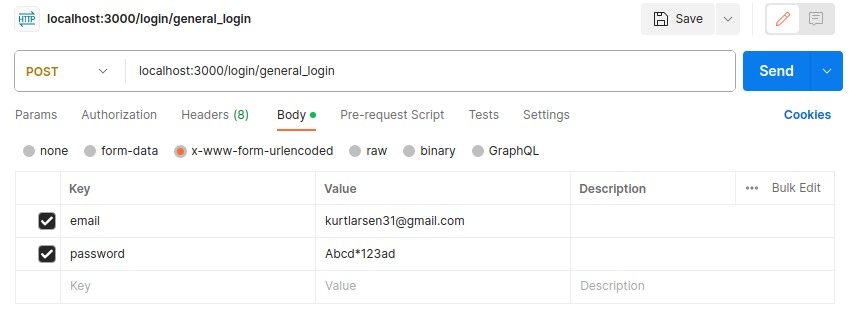 HTTP localhost:3000/login/general_login Save
POST localhost:3000/login/general_login Send
Params Authorization Headers (8) Body Pre-request Script Tests Settings Cookies
none form-data x-www-form-urlencoded raw binary GraphQL
Key Value Description ••• Bulk Edit
email kurtlarsen31@gmail.com
password Abcd*123ad
Key Value Description